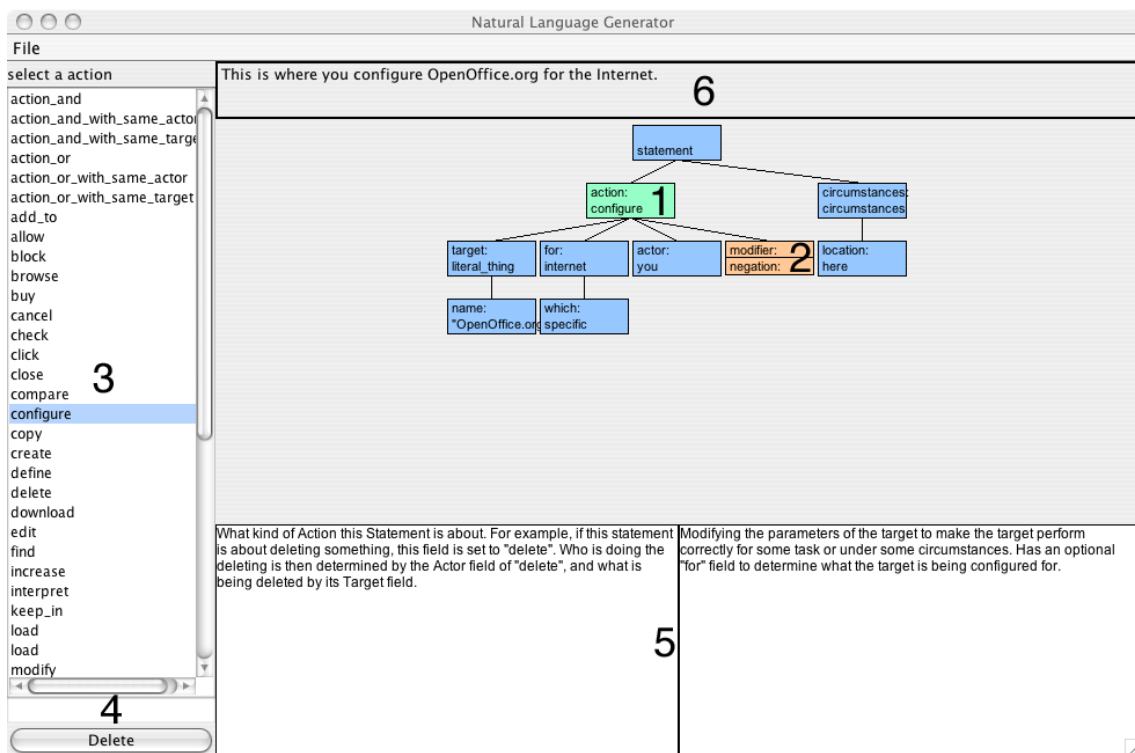 Natural Language Generator
File
select a action
This is where you configure OpenOffice.org for the Internet.
6
action_and
action_and_with_same_acto
action_and_with_same_targe
action_or
action_or_with_same_actor
action_or_with_same_target
add_to
allow
block
browse
buy
cancel
check
click
close
compare
configure
copy
create
define
delete
download
edit
find
increase
interpret
keep_in
load
load
modify
3
4
Delete
statement
action:
configure
1
circumstances:
circumstances
target:
literal_thing
for:
internet
actor:
you
modifier:
negation:
2
location:
here
name:
"OpenOffice.org
which:
specific
What kind of Action this Statement is about. For example, if this statement
is about deleting something, this field is set to "delete". Who is doing the
deleting is then determined by the Actor field of "delete", and what is
being deleted by its Target field.
5
Modifying the parameters of the target to make the target perform
correctly for some task or under some circumstances. Has an optional
"for" field to determine what the target is being configured for.